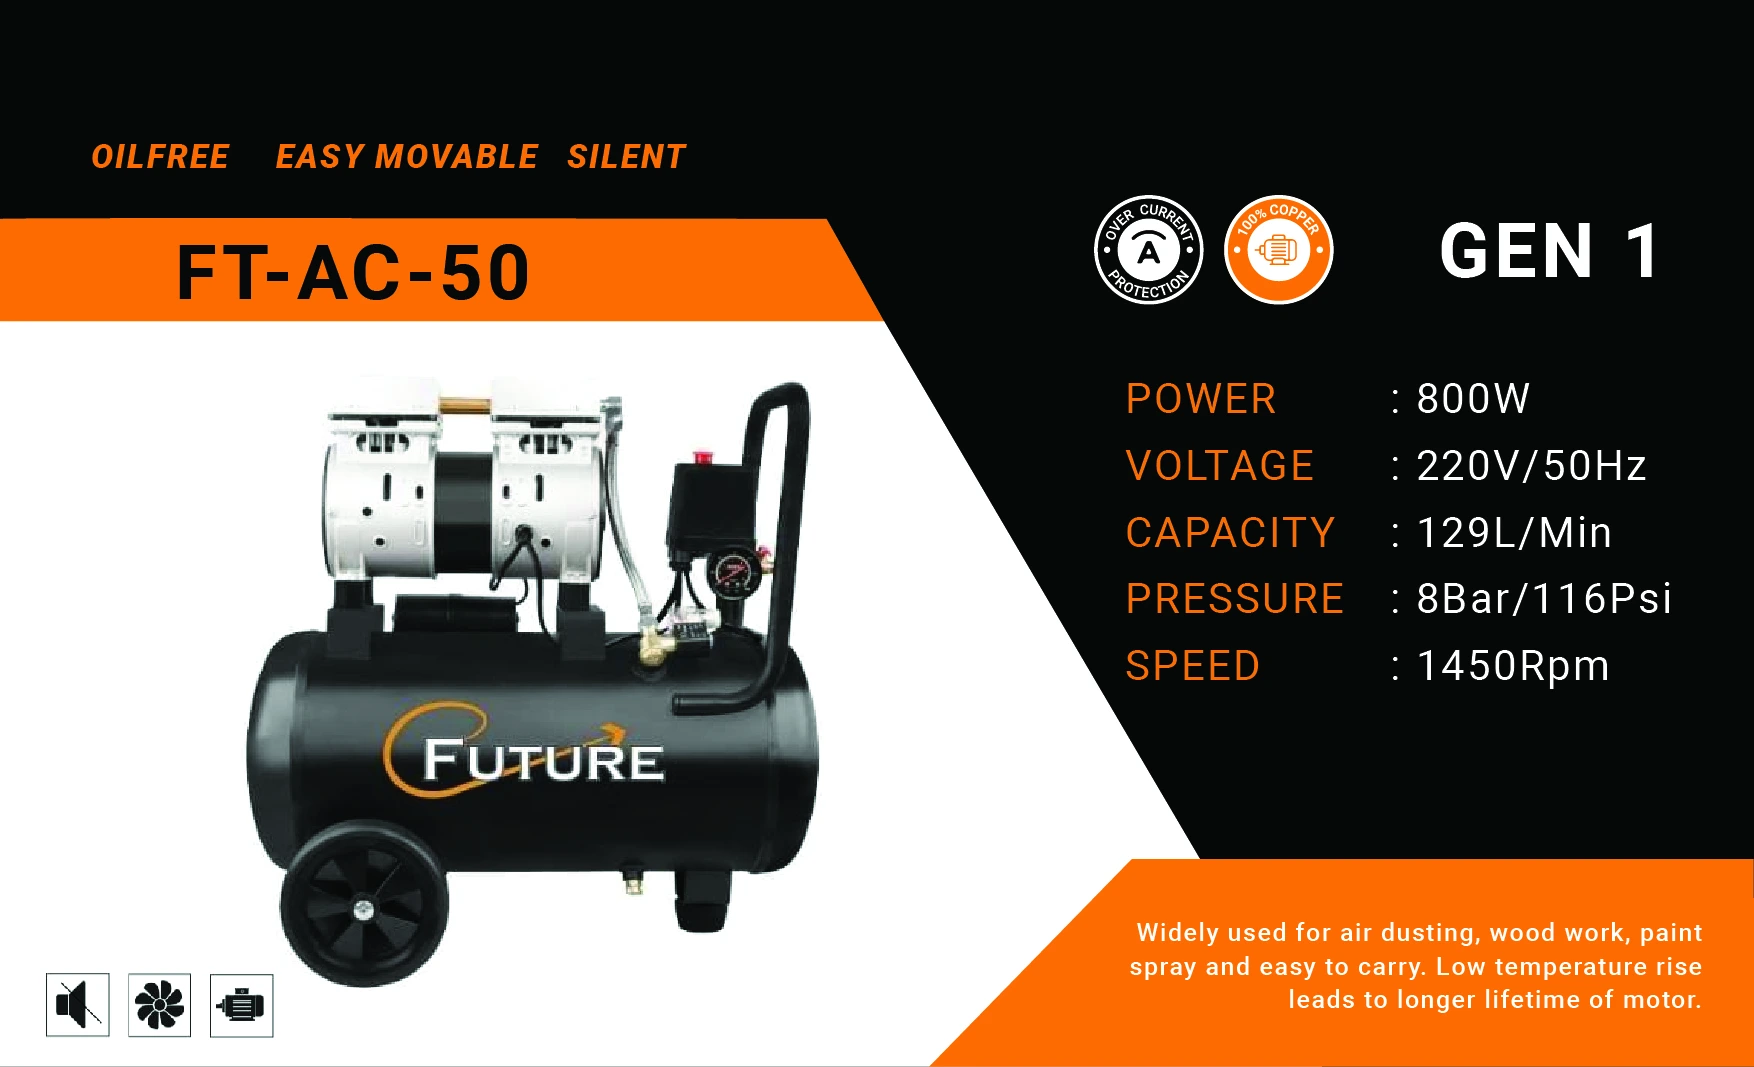 OILFREE EASY MOVABLE SILENT
FT-AC-50
OVER CURRENT PROTECTION
A
100% COPPER
GEN 1
POWER : 800W
VOLTAGE : 220V/50Hz
CAPACITY : 129L/Min
PRESSURE : 8Bar/116Psi
SPEED : 1450Rpm
FUTURE
Widely used for air dusting, wood work, paint
spray and easy to carry. Low temperature rise
leads to longer lifetime of motor.